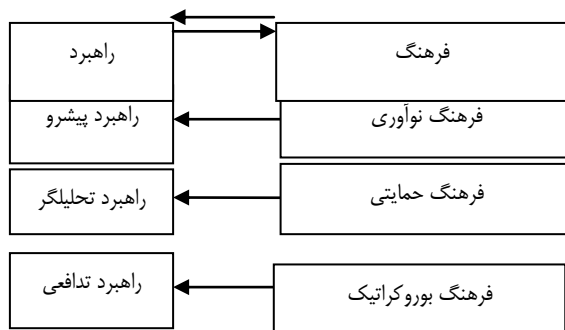 فرهنگ
راهبرد
فرهنگ نوآوری
راهبرد پیشرو
فرهنگ حمایتی
راهبرد تحلیلگر
فرهنگ بوروکراتیک
راهبرد تدافعی